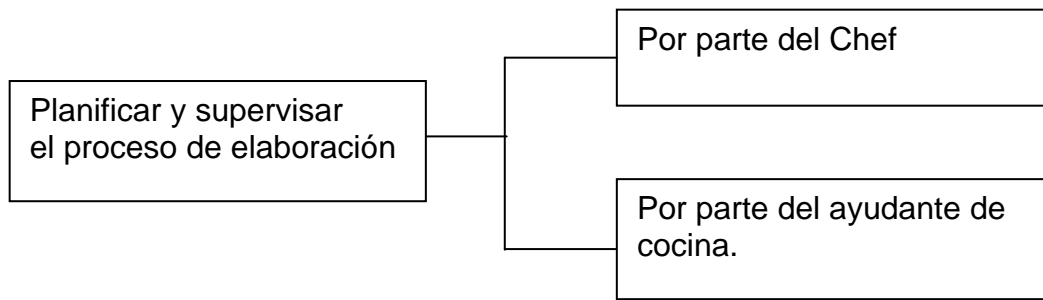 Por parte del Chef
Planificar y supervisar
el proceso de elaboración
Por parte del ayudante de
cocina.